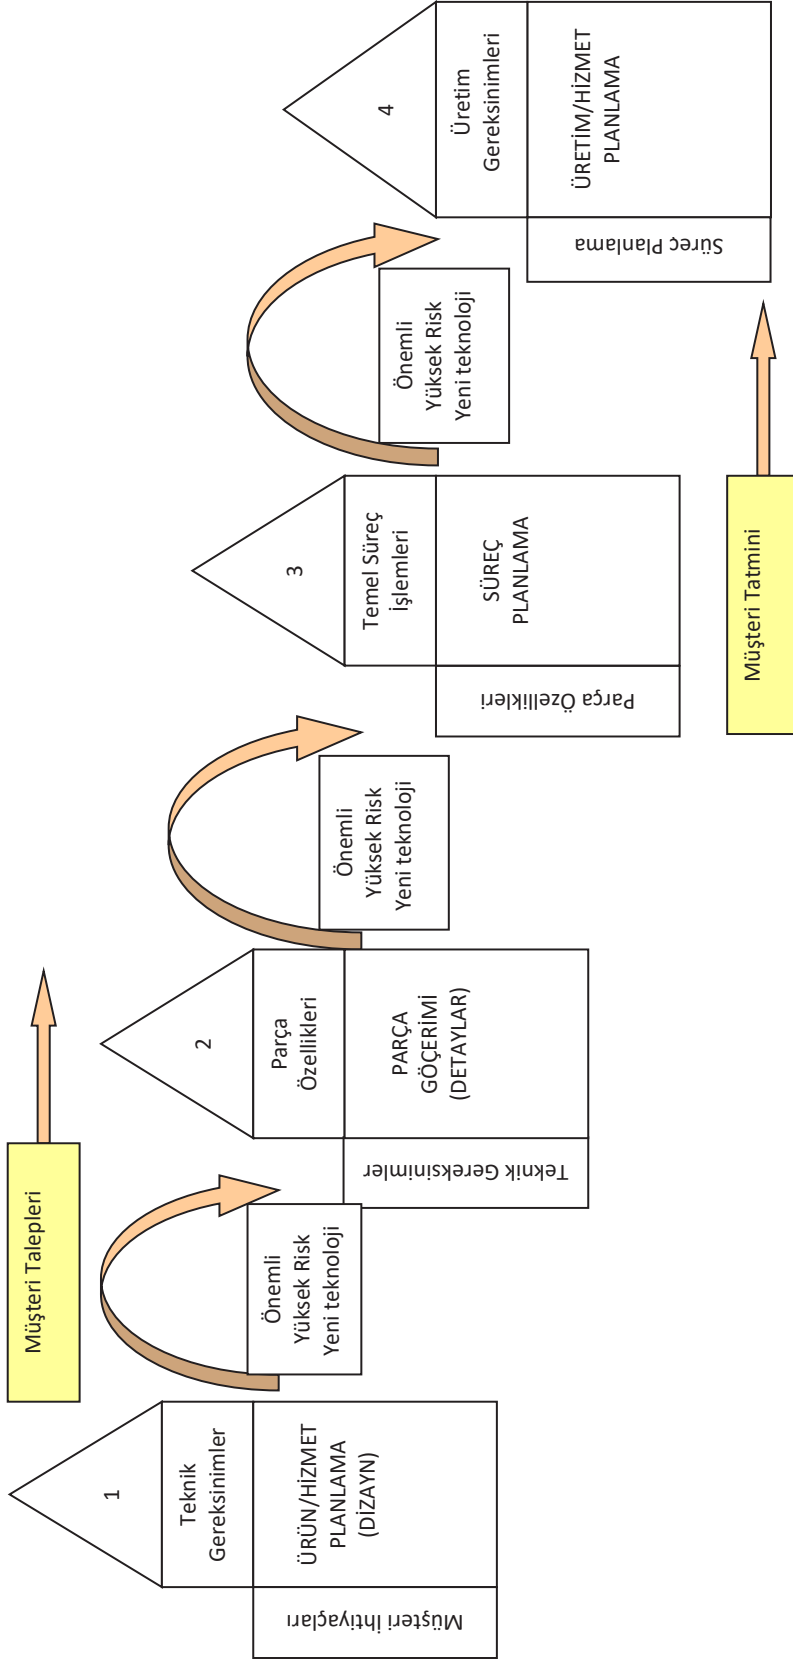 Müşteri Talepleri
1
Teknik
Gereksinimler
Müşteri İhtiyaçları
ÜRÜN/HİZMET
PLANLAMA
(DİZAYN)
Önemli
Yüksek Risk
Yeni teknoloji
2
Parça
Özellikleri
Teknik Gereksinimler
PARÇA
GÖÇERİMİ
(DETAYLAR)
Önemli
Yüksek Risk
Yeni teknoloji
3
Temel Süreç
İşlemleri
Parça Özellikleri
SÜREÇ
PLANLAMA
Önemli
Yüksek Risk
Yeni teknoloji
4
Üretim
Gereksinimleri
Süreç Planlama
ÜRETİM/HİZMET
PLANLAMA
Müşteri Tatmini